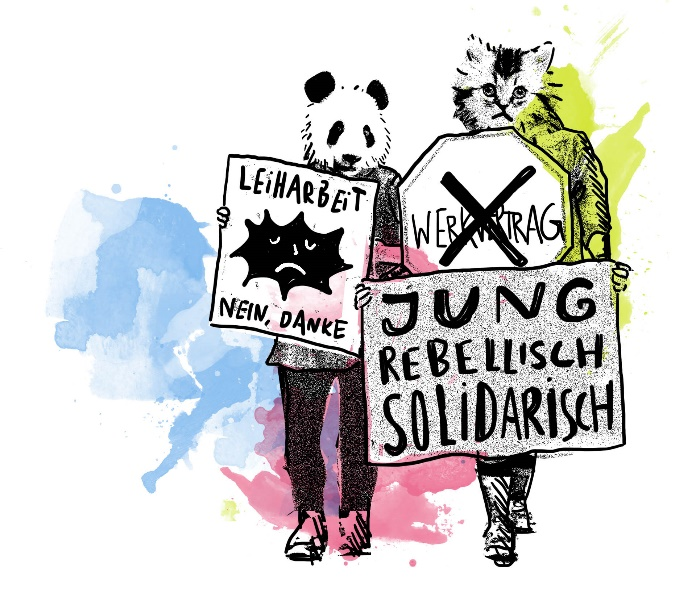 LEIHARBEIT
NEIN, DANKE
WERKVERTRAG
JUNG
REBELLISCH
SOLIDARISCH